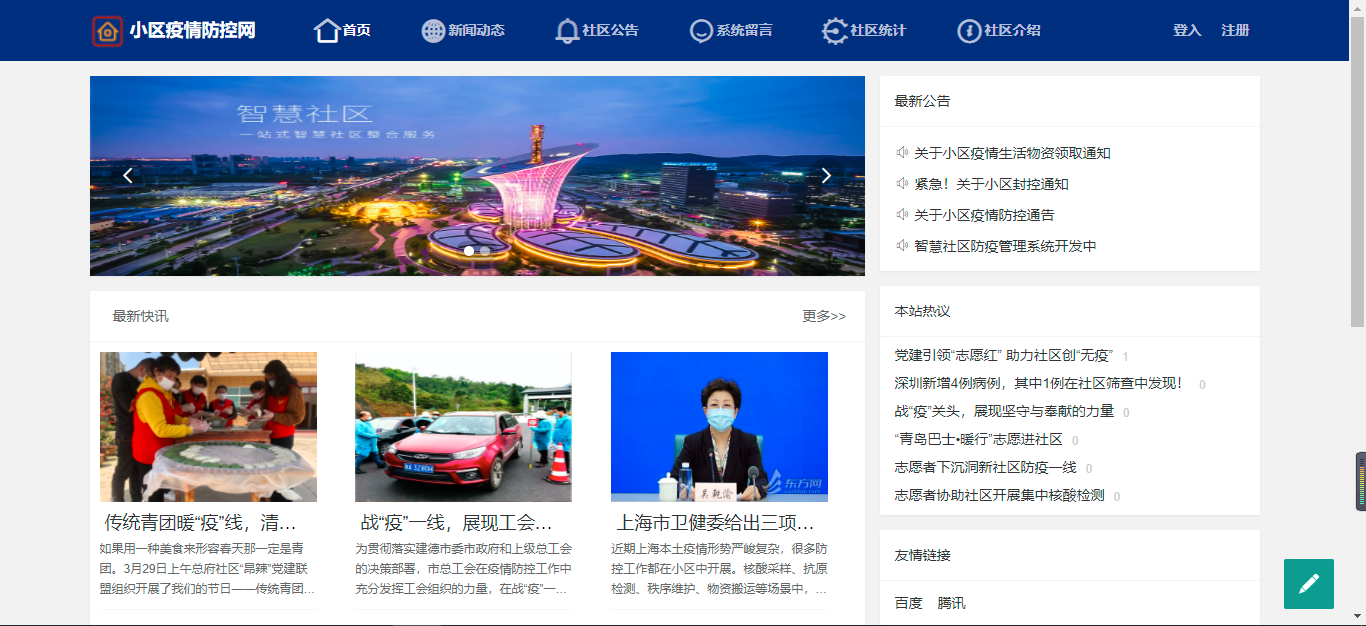 小区疫情防控网
首页
新闻动态
社区公告
系统留言
社区统计
社区介绍
登入
注册
智慧社区
一站式智慧社区整合服务
最新公告
关于小区疫情生活物资领取通知
紧急！关于小区封控通知
关于小区疫情防控通告
智慧社区防疫管理系统开发中
最新快讯
更多>>
传统青团暖“疫”线，清...
如果用一种美食来形容春天那一定是青
团。3月29日上午总府社区“昙辣”党建联
盟组织开展了我们的节日——传统青团...
战“疫”一线，展现工会...
为贯彻落实建德市委市政府和上级总工会
的决策部署，市总工会在疫情防控工作中
充分发挥工会组织的力量，在战“疫”一...
吴乾渝
东方网
上海市卫健委给出三项...
近期上海本土疫情形势严峻复杂，很多防
控工作都在小区中开展。核酸采样、抗原
检测、秩序维护、物资搬运等场景中，...
本站热议
党建引领“志愿红” 助力社区创“无疫” 1
深圳新增4例病例，其中1例在社区筛查中发现！ 0
战“疫”关头，展现坚守与奉献的力量 0
“青岛巴士•暖行”志愿进社区 0
志愿者下沉洞新社区防疫一线 0
志愿者协助社区开展集中核酸检测 0
友情链接
百度 腾讯